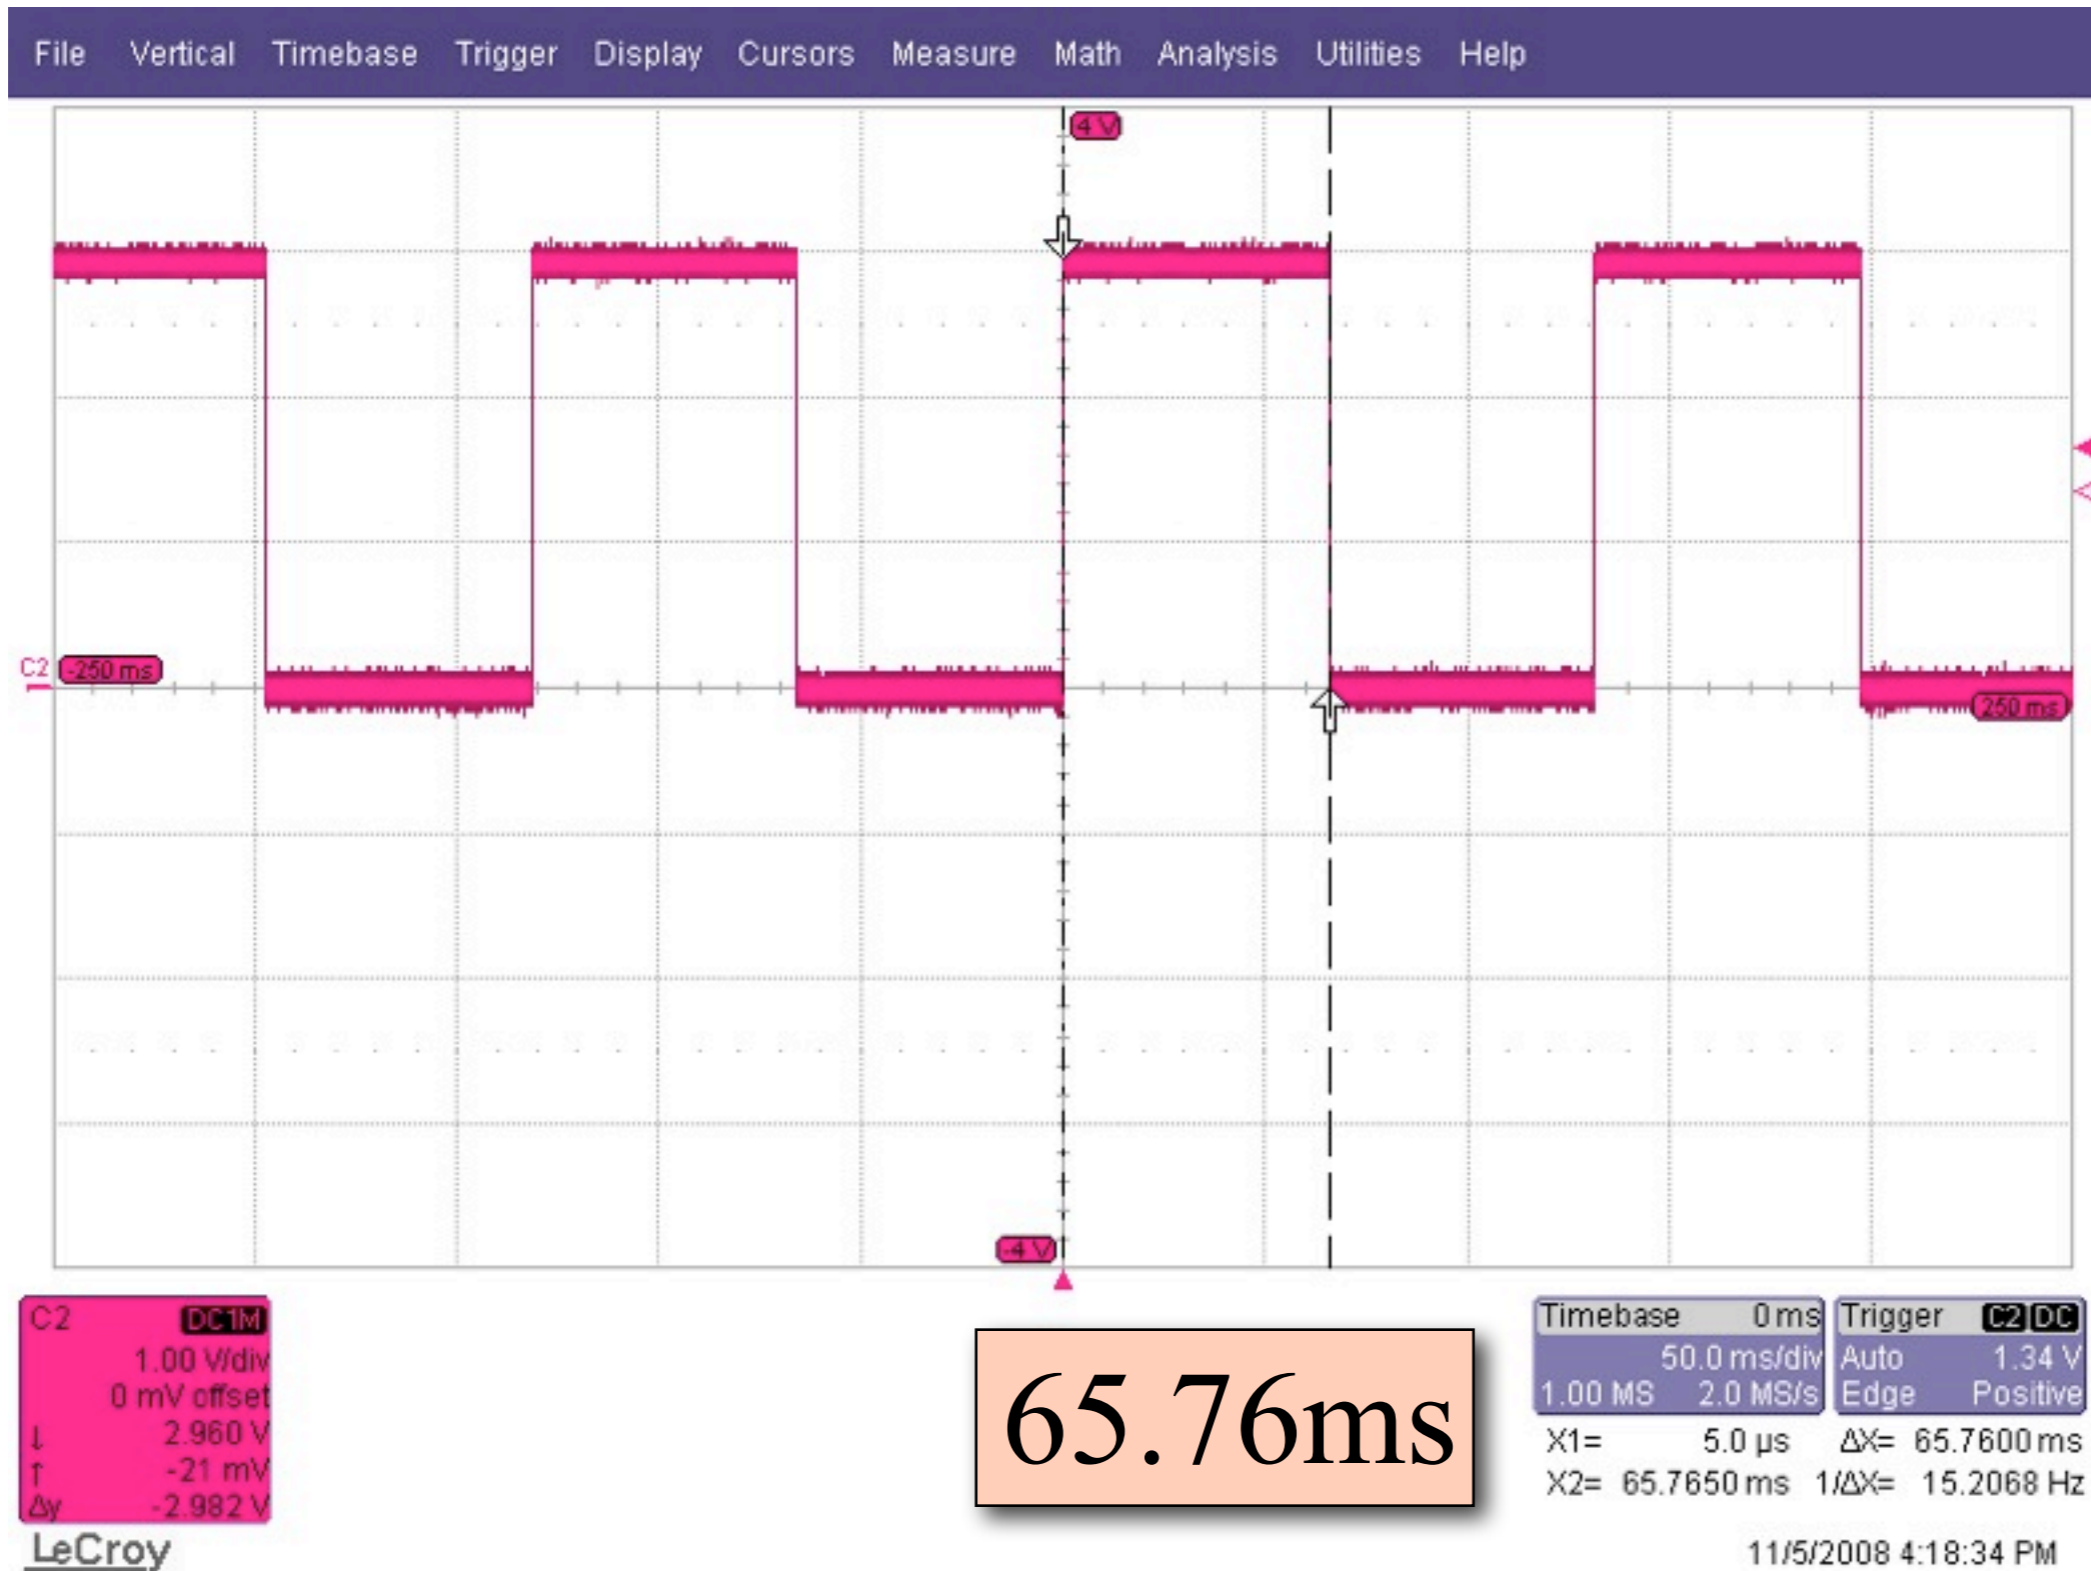 File Vertical Timebase Trigger Display Cursors Measure Math Analysis Utilities Help
4 V
C2 -250 ms
250 ms
-4 V
C2 DC1M
1.00 V/div
0 mV offset
↓ 2.960 V
↑ -21 mV
Δy -2.982 V
LeCroy
65.76ms
Timebase 0 ms
50.0 ms/div
1.00 MS 2.0 MS/s
Trigger C2 DC
Auto 1.34 V
Edge Positive
X1= 5.0 µs ΔX= 65.7600 ms
X2= 65.7650 ms 1/ΔX= 15.2068 Hz
11/5/2008 4:18:34 PM